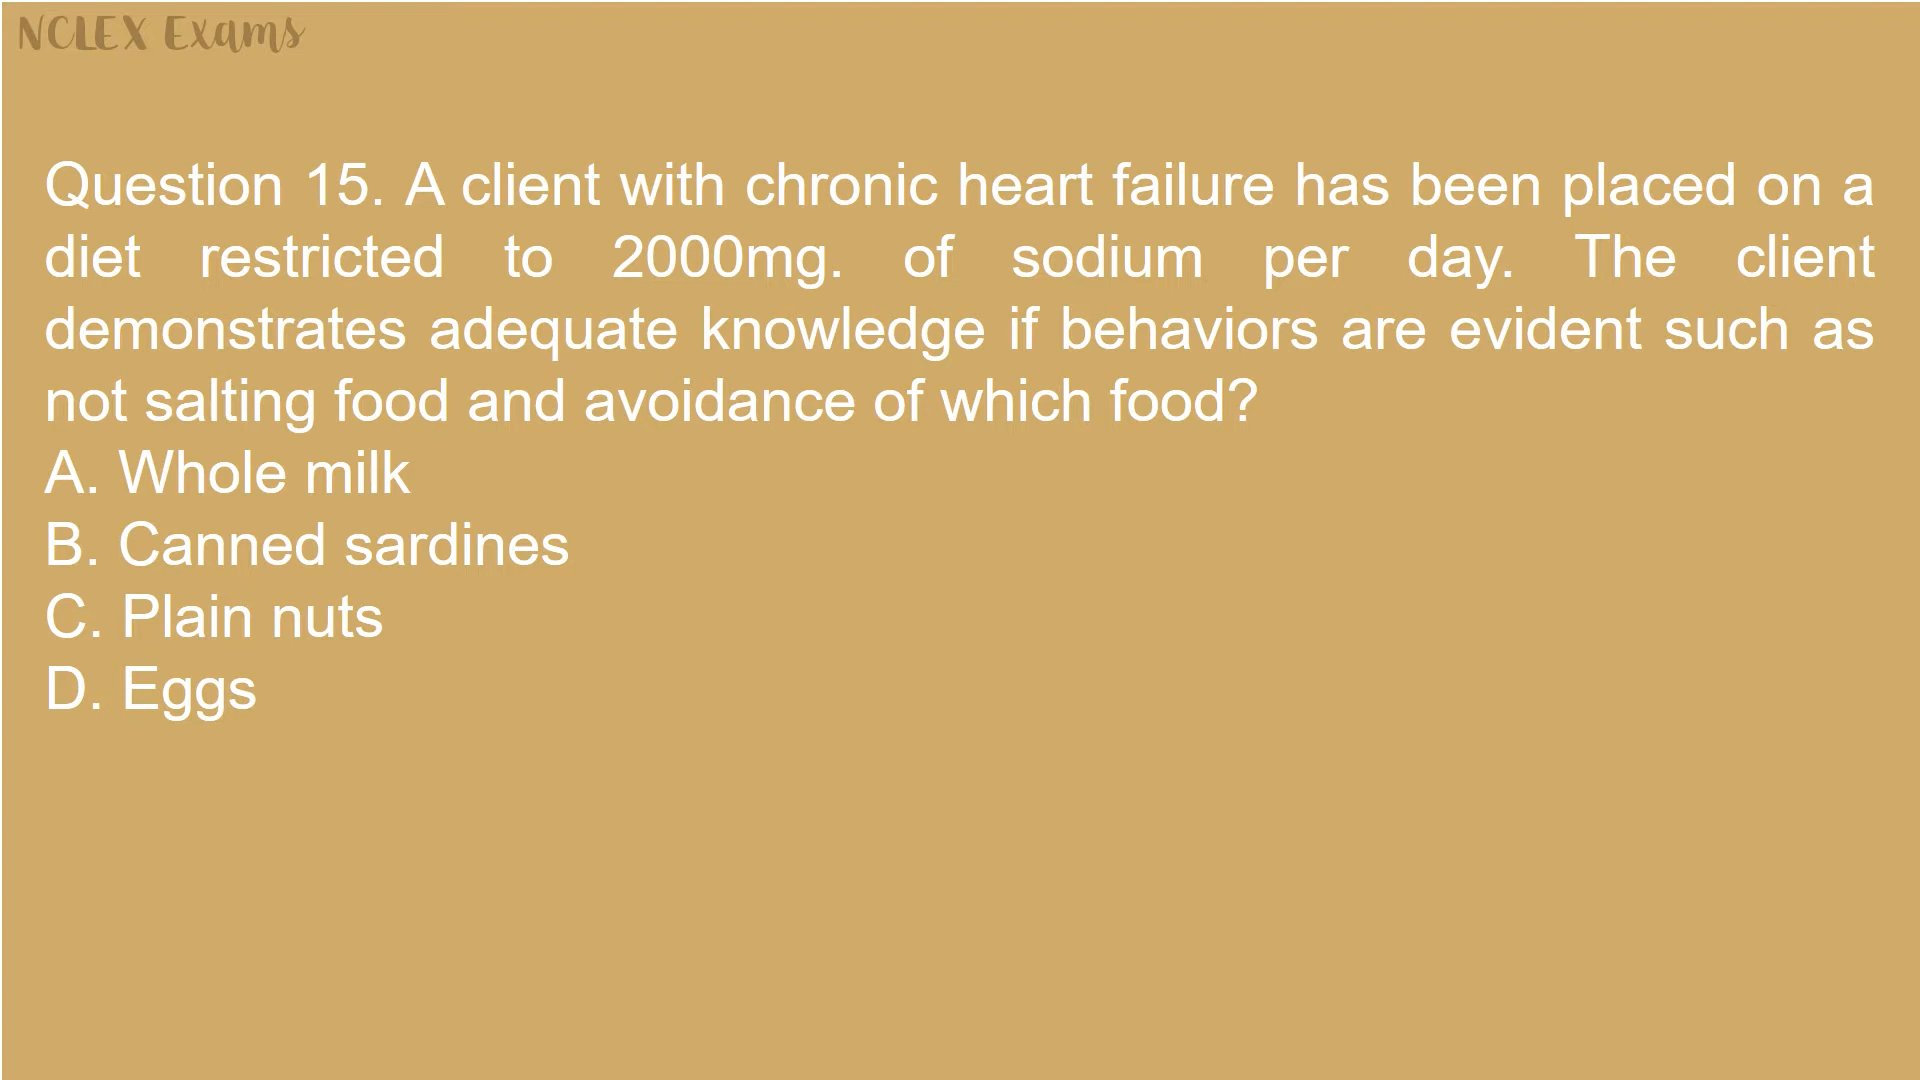 NCLEX Exams
Question 15. A client with chronic heart failure has been placed on a
diet restricted to 2000mg. of sodium per day. The client
demonstrates adequate knowledge if behaviors are evident such as
not salting food and avoidance of which food?
A. Whole milk
B. Canned sardines
C. Plain nuts
D. Eggs